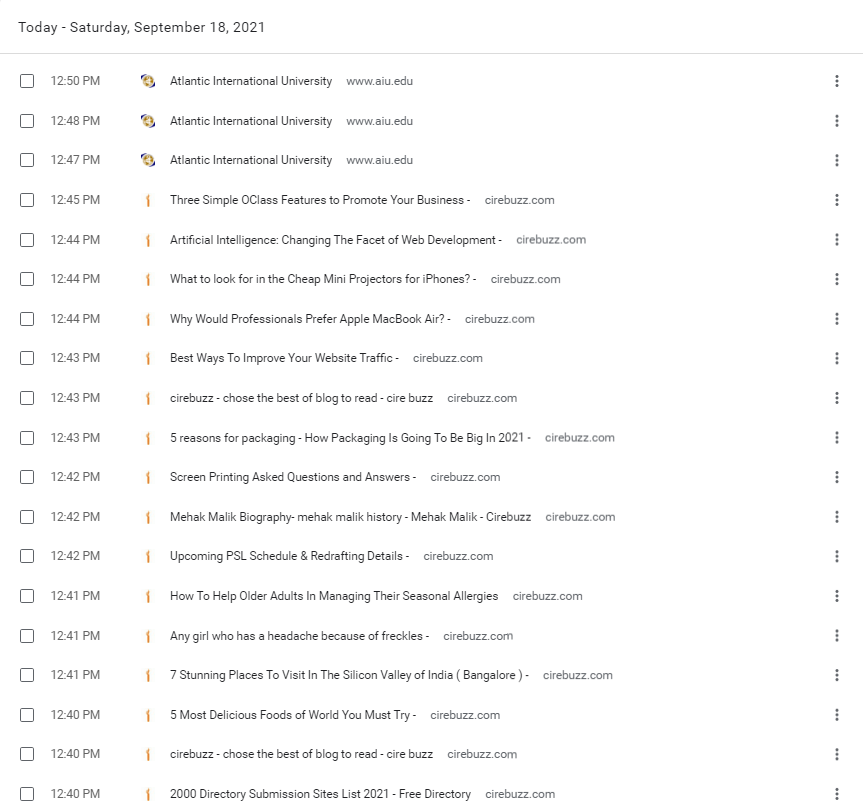 Today - Saturday, September 18, 2021
12:50 PM Atlantic International University www.aiu.edu
12:48 PM Atlantic International University www.aiu.edu
12:47 PM Atlantic International University www.aiu.edu
12:45 PM Three Simple OClass Features to Promote Your Business - cirebuzz.com
12:44 PM Artificial Intelligence: Changing The Facet of Web Development - cirebuzz.com
12:44 PM What to look for in the Cheap Mini Projectors for iPhones? - cirebuzz.com
12:44 PM Why Would Professionals Prefer Apple MacBook Air? - cirebuzz.com
12:43 PM Best Ways To Improve Your Website Traffic - cirebuzz.com
12:43 PM cirebuzz - chose the best of blog to read - cire buzz cirebuzz.com
12:43 PM 5 reasons for packaging - How Packaging Is Going To Be Big In 2021 - cirebuzz.com
12:42 PM Screen Printing Asked Questions and Answers - cirebuzz.com
12:42 PM Mehak Malik Biography- mehak malik history - Mehak Malik - Cirebuzz cirebuzz.com
12:42 PM Upcoming PSL Schedule & Redrafting Details - cirebuzz.com
12:41 PM How To Help Older Adults In Managing Their Seasonal Allergies cirebuzz.com
12:41 PM Any girl who has a headache because of freckles - cirebuzz.com
12:41 PM 7 Stunning Places To Visit In The Silicon Valley of India ( Bangalore ) - cirebuzz.com
12:40 PM 5 Most Delicious Foods of World You Must Try - cirebuzz.com
12:40 PM cirebuzz - chose the best of blog to read - cire buzz cirebuzz.com
12:40 PM 2000 Directory Submission Sites List 2021 - Free Directory cirebuzz.com